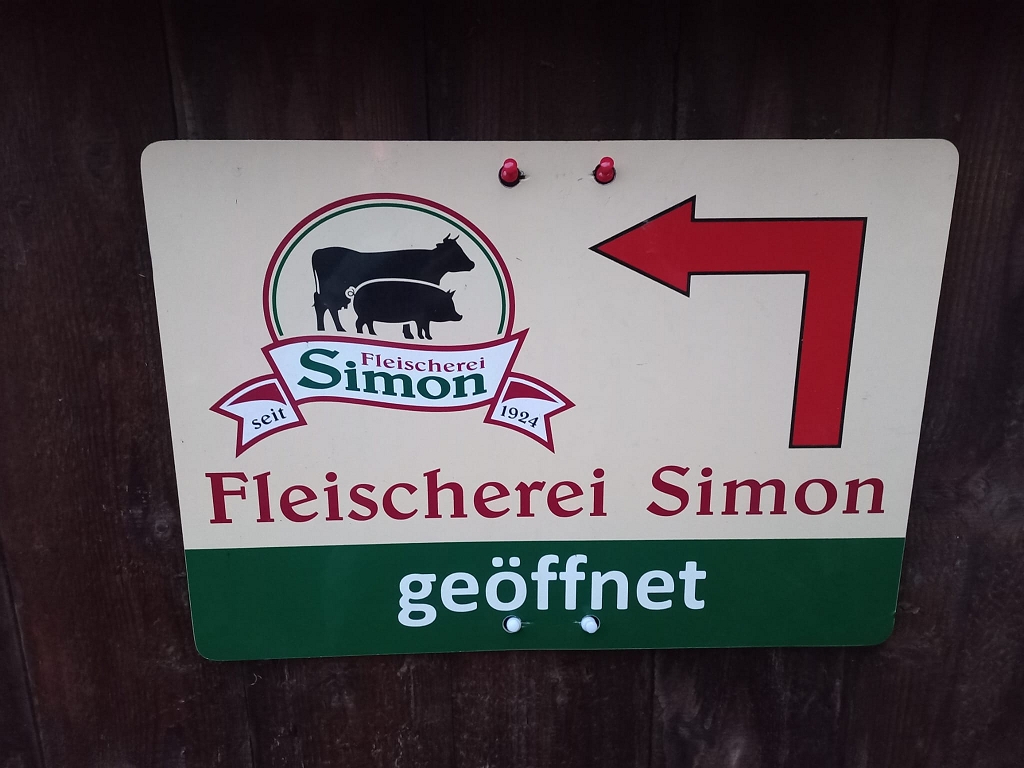 Fleischerei
Simon
seit 1924
Fleischerei Simon
geöffnet